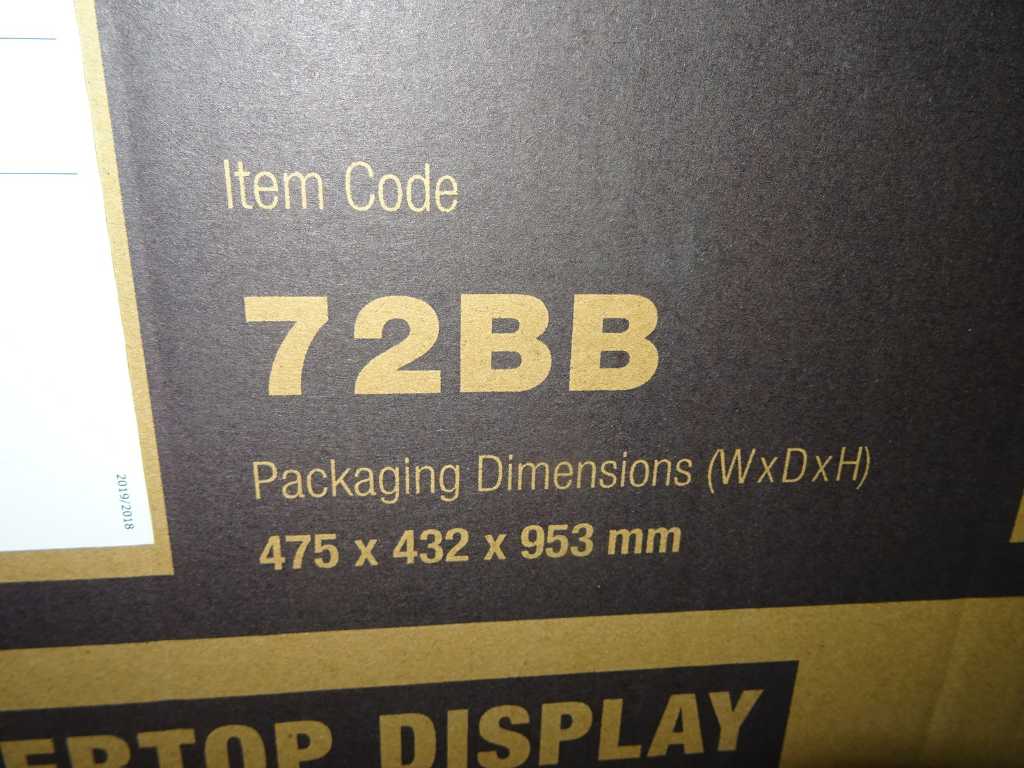 Item Code
72BB
Packaging Dimensions (WxDxH)
475 x 432 x 953 mm
2019/2018
DISPLAY